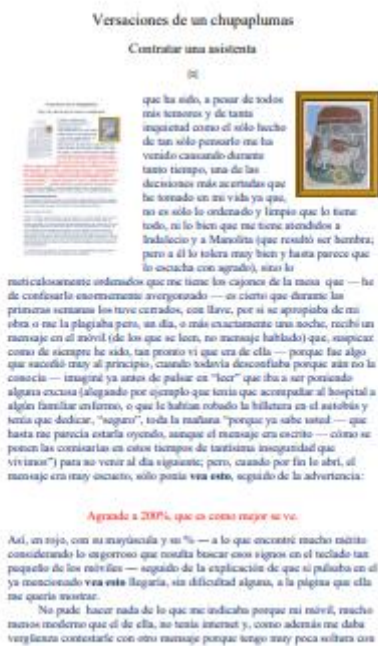 Versaciones de un chupaplumas
Contratar una asistenta
que ha sido, a pesar de todos
mis temores y de tanta
inquietud como el sólo hecho
de tan sólo pensarlo me ha
venido causando durante
tanto tiempo, una de las
decisiones más acertadas que
he tomado en mi vida ya que,
no es sólo lo ordenado y limpio que lo tiene
todo, ni lo bien que me tiene atendidos a
Indalecio y a Manolita (que resultó ser hembra;
pero a él lo tolera muy bien y hasta parece que
lo escucha con agrado), sino lo
meticulosamente ordenados que me tiene los cajones de la mesa que — he
de confesarlo enormemente avergonzado — es cierto que durante las
primeras semanas los tuve cerrados, con llave, por si se apropiaba de mi
obra o me la plagiaba pero, un día, o más exactamente una noche, recibí un
mensaje en el móvil (de los que se leen, no mensaje hablado) que, suspicaz
como de siempre he sido, tan pronto vi que era de ella — porque fue algo
que sucedió muy al principio, cuando todavía desconfiaba porque aún no la
conocía — imaginé ya antes de pulsar en “leer” que iba a ser poniendo
alguna excusa (alegando por ejemplo que tenía que acompañar al hospital a
algún familiar enfermo, o que le habían robado la billetera en el autobús y
tenía que dedicar, “seguro”, toda la mañana “porque ya sabe usted — que
hasta me parecía estarla oyendo, aunque el mensaje era escrito — cómo se
ponen las comisarías en estos tiempos de tantísima inseguridad que
vivimos”) para no venir al día siguiente; pero, cuando por fin lo abrí, el
mensaje era muy escueto, sólo ponía vea esto, seguido de la advertencia:
Agrande a 200%, que es como mejor se ve.
Así, en rojo, con su mayúscula y su % — a lo que encontré mucho mérito
considerando lo engorroso que resulta buscar esos signos en el teclado tan
pequeño de los móviles — seguido de la explicación de que si pulsaba en el
ya mencionado vea esto llegaría, sin dificultad alguna, a la página que ella
me quería mostrar.
No pude hacer nada de lo que me indicaba porque mi móvil, mucho
menos moderno que el de ella, no tenía internet y, como además me daba
vergüenza contestarle con otro mensaje porque tengo muy poca soltura con